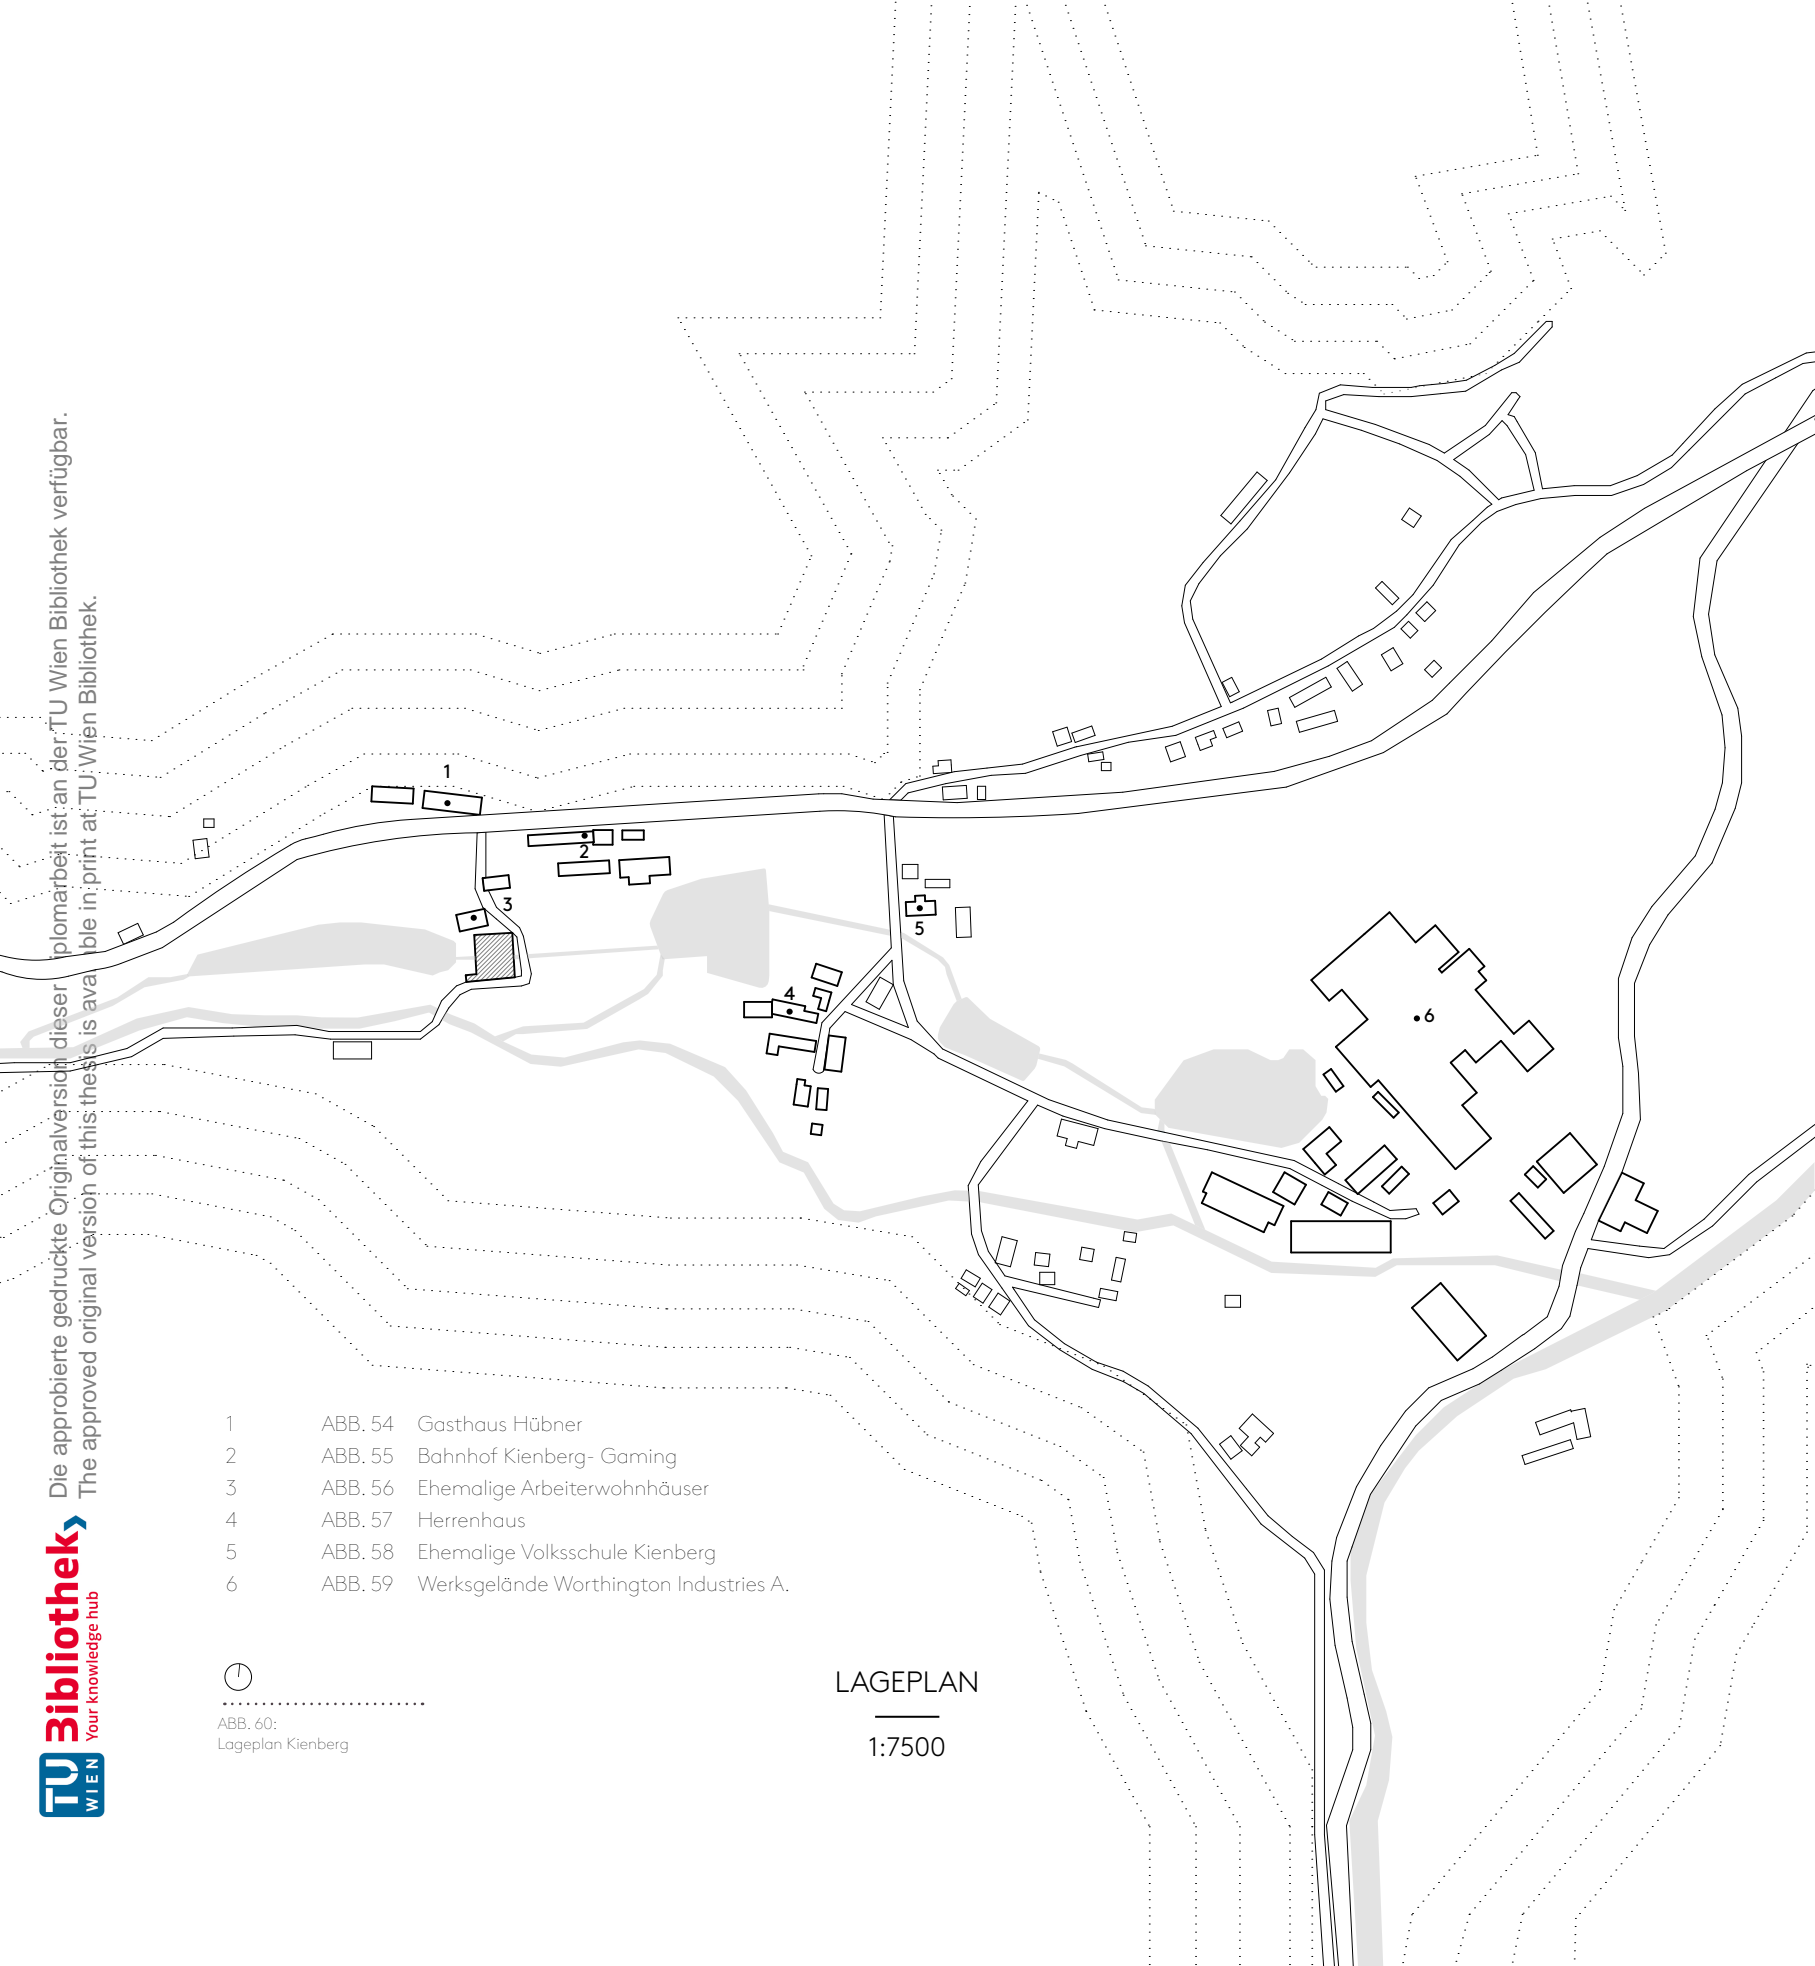 1
2
3
4
5
6
1 ABB. 54 Gasthaus Hübner
2 ABB. 55 Bahnhof Kienberg- Gaming
3 ABB. 56 Ehemalige Arbeiterwohnhäuser
4 ABB. 57 Herrenhaus
5 ABB. 58 Ehemalige Volksschule Kienberg
6 ABB. 59 Werksgelände Worthington Industries A.
ABB. 60:
Lageplan Kienberg
LAGEPLAN
1:7500
Die approbierte gedruckte Originalversion dieser iplomarbeit ist an der TU Wien Bibliothek verfügbar.
The approved original version of this thesis is ava ble in print at TU Wien Bibliothek.
TU WIEN
Bibliothek
Your knowledge hub